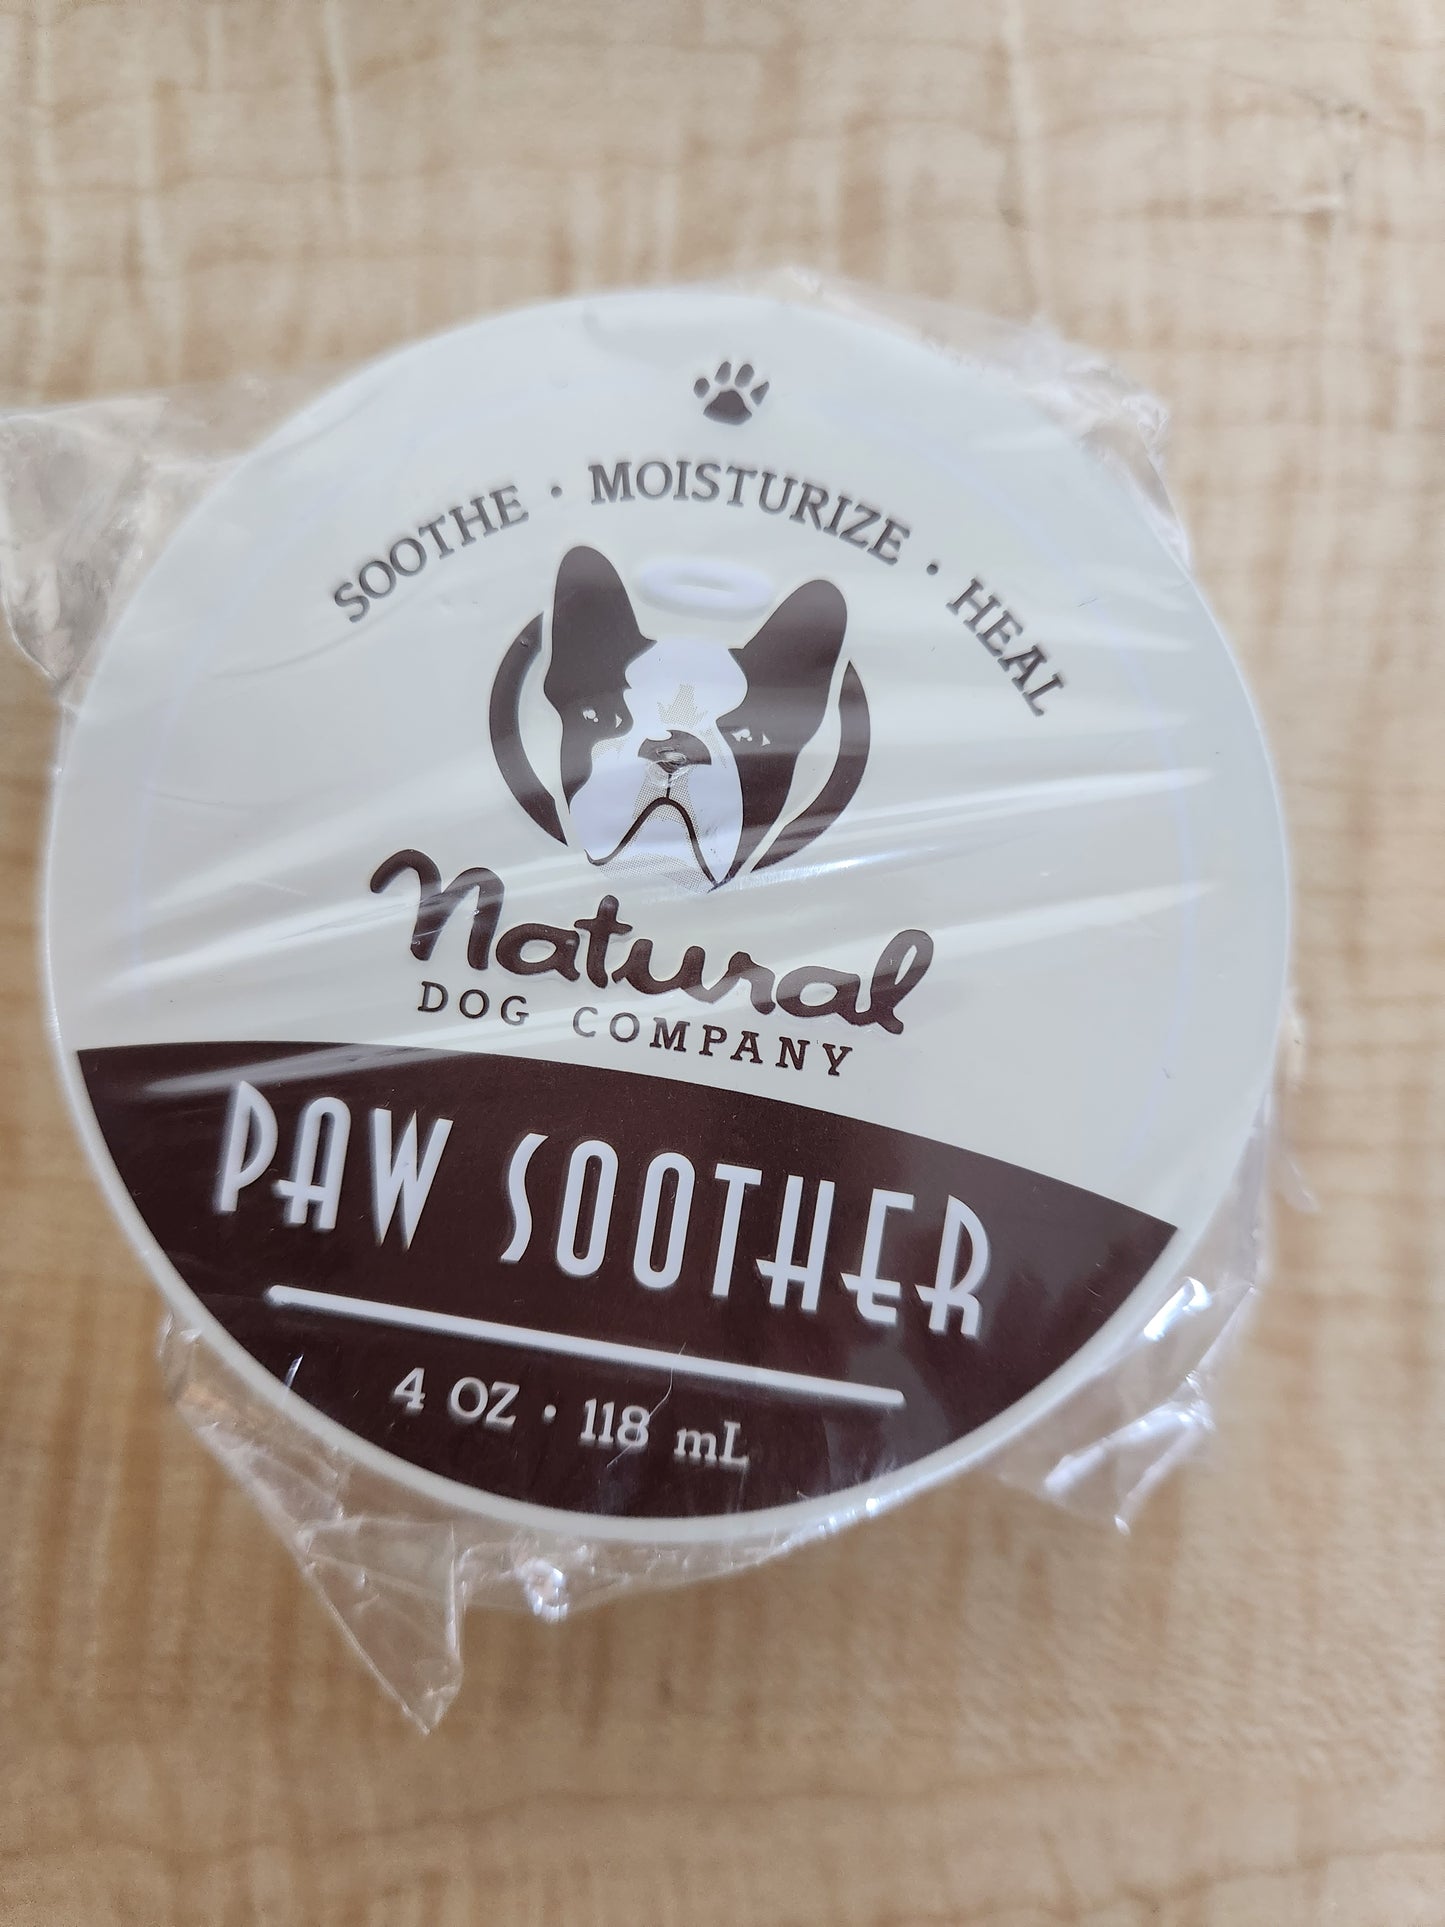 SOOTHE · MOISTURIZE · HEAL
Natural
DOG COMPANY
PAW SOOTHER
4 OZ · 118 mL